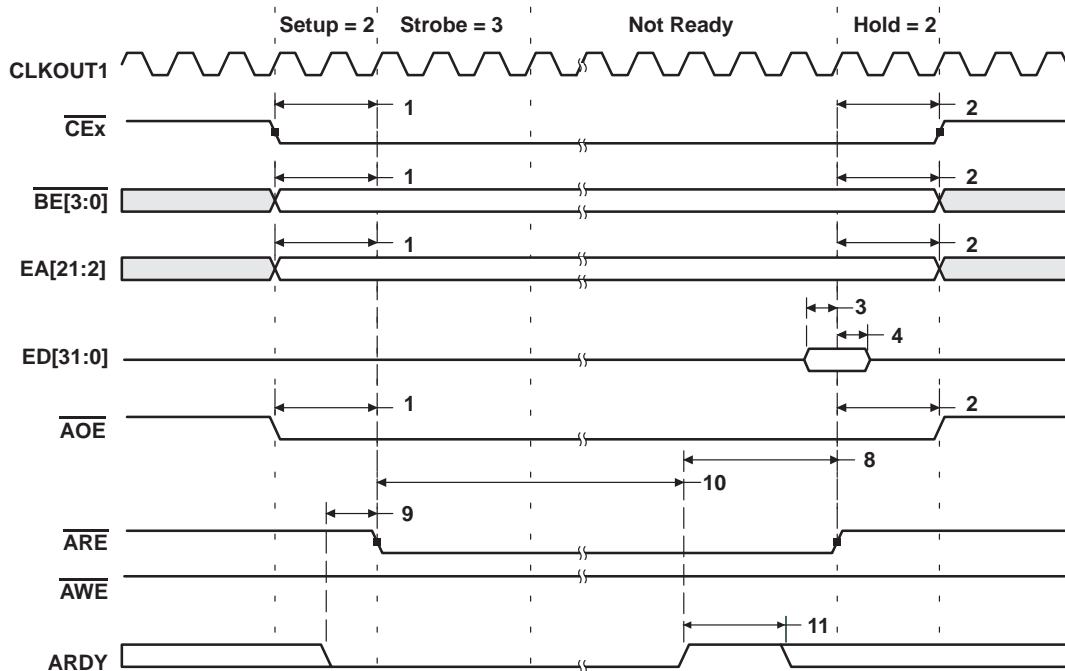 Setup = 2 Strobe = 3 Not Ready Hold = 2
CLKOUT1
CEx 1 2
BE[3:0] 1 2
EA[21:2] 1 2
3
4
ED[31:0]
AOE 1 2
8
10
9
ARE
AWE
11
ARDY